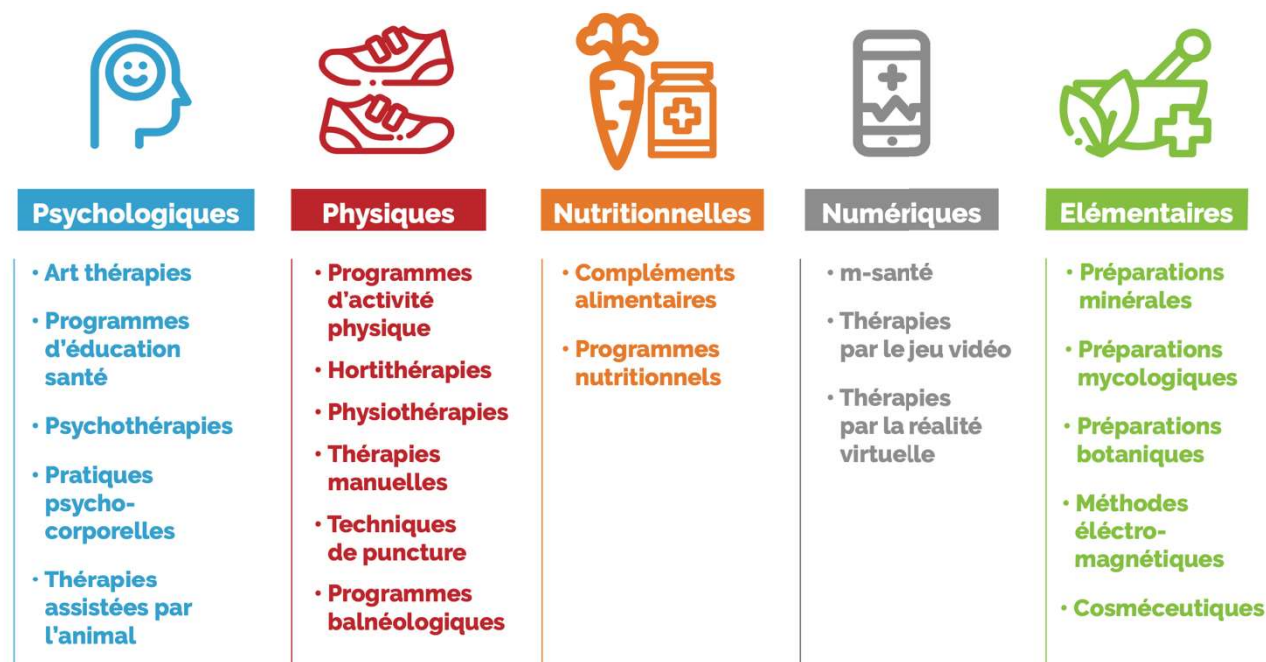 Psychologiques
• Art thérapies
• Programmes
d'éducation
santé
• Psychothérapies
• Pratiques
psycho-
corporelles
• Thérapies
assistées par
l'animal
Physiques
• Programmes
d'activité
physique
• Hortithérapies
• Physiothérapies
• Thérapies
manuelles
• Techniques
de puncture
• Programmes
balnéologiques
Nutritionnelles
• Compléments
alimentaires
• Programmes
nutritionnels
Numériques
• m-santé
• Thérapies
par le jeu vidéo
• Thérapies
par la réalité
virtuelle
Elémentaires
• Préparations
minérales
• Préparations
mycologiques
• Préparations
botaniques
• Méthodes
éléctro-
magnétiques
• Cosméceutiques